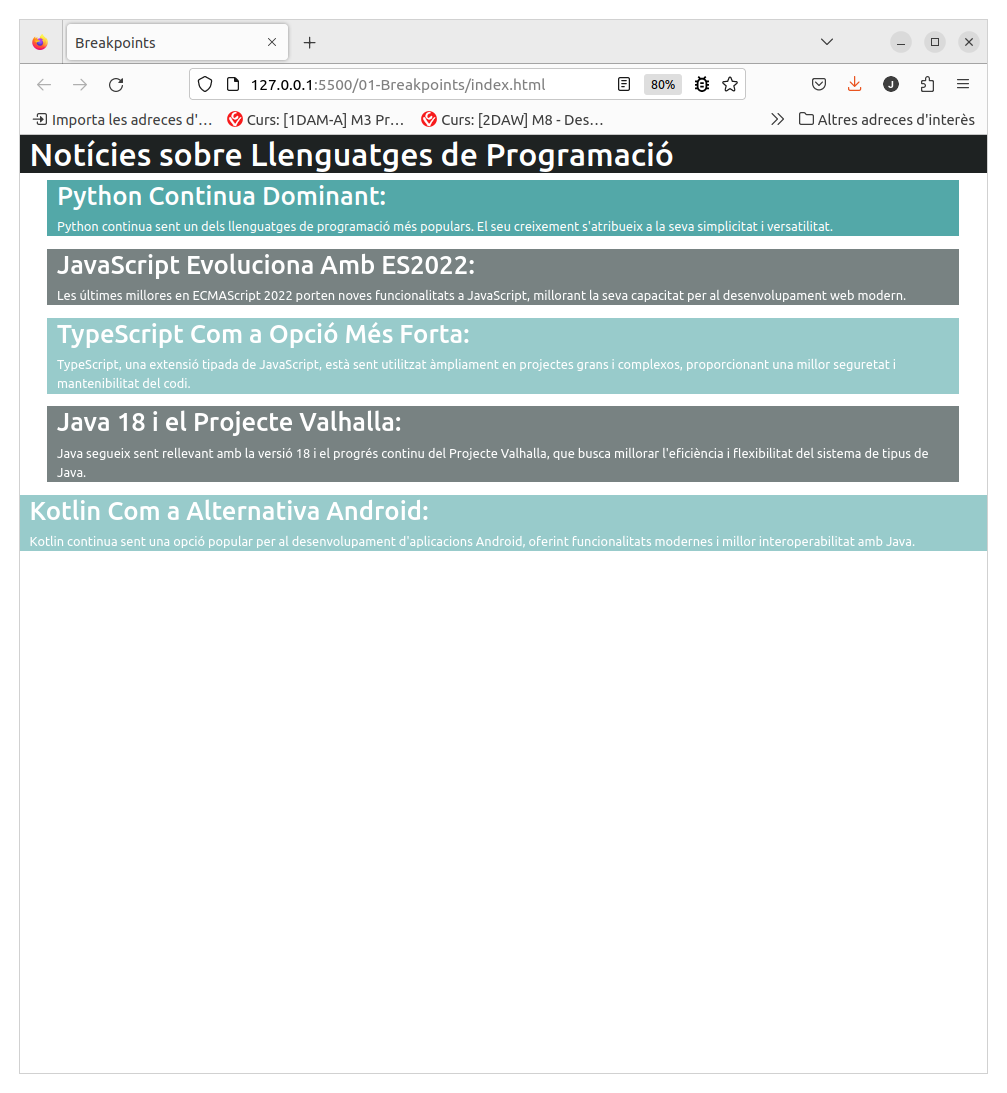 Breakpoints
127.0.0.1:5500/01-Breakpoints/index.html
80%
J
Importa les adreces d'... Curs: [1DAM-A] M3 Pr... Curs: [2DAW] M8 - Des... Altres adreces d'interès
Notícies sobre Llenguatges de Programació
Python Continua Dominant:
Python continua sent un dels llenguatges de programació més populars. El seu creixement s'atribueix a la seva simplicitat i versatilitat.
JavaScript Evoluciona Amb ES2022:
Les últimes millores en ECMAScript 2022 porten noves funcionalitats a JavaScript, millorant la seva capacitat per al desenvolupament web modern.
TypeScript Com a Opció Més Forta:
TypeScript, una extensió tipada de JavaScript, està sent utilitzat àmpliament en projectes grans i complexos, proporcionant una millor seguretat i
mantenibilitat del codi.
Java 18 i el Projecte Valhalla:
Java segueix sent rellevant amb la versió 18 i el progrés continu del Projecte Valhalla, que busca millorar l'eficiència i flexibilitat del sistema de tipus de
Java.
Kotlin Com a Alternativa Android:
Kotlin continua sent una opció popular per al desenvolupament d'aplicacions Android, oferint funcionalitats modernes i millor interoperabilitat amb Java.